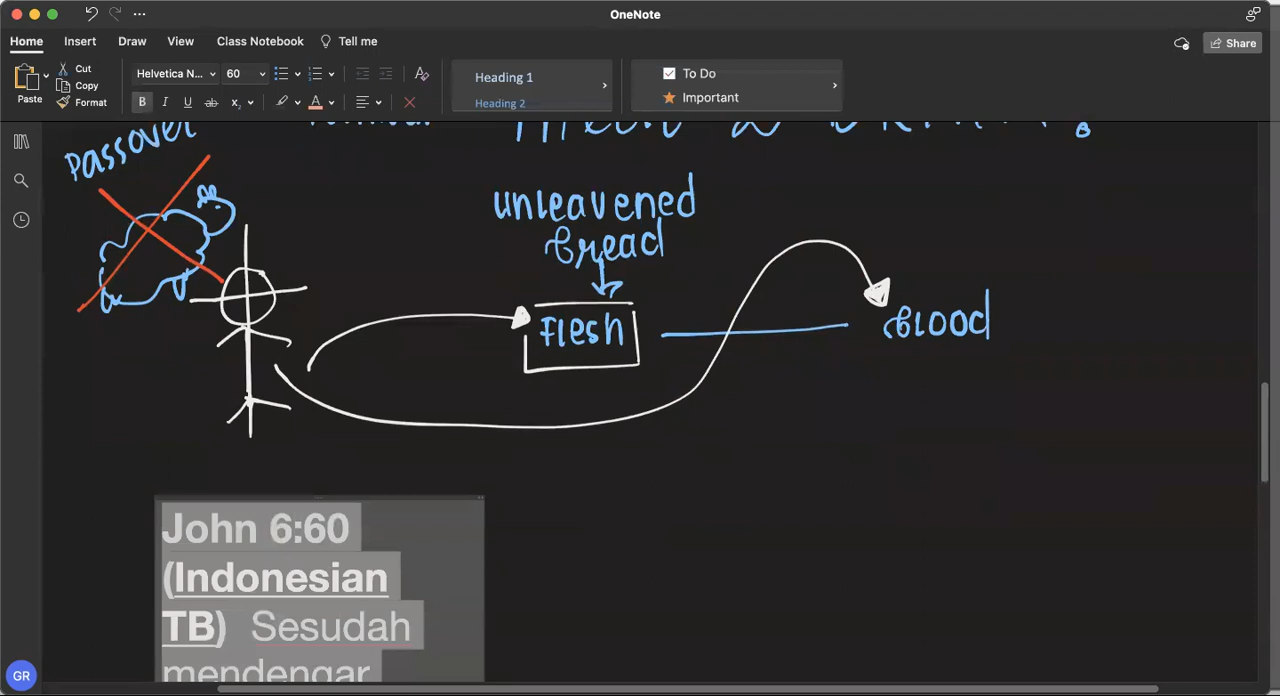 OneNote
Home Insert Draw View Class Notebook Tell me Share
Paste Cut Copy Format
Helvetica N... 60
B I U ab x
Heading 1
Heading 2
To Do
Important
Passover
unleavened
bread
Flesh
Blood
John 6:60
(Indonesian
TB) Sesudah
mendengar
GR